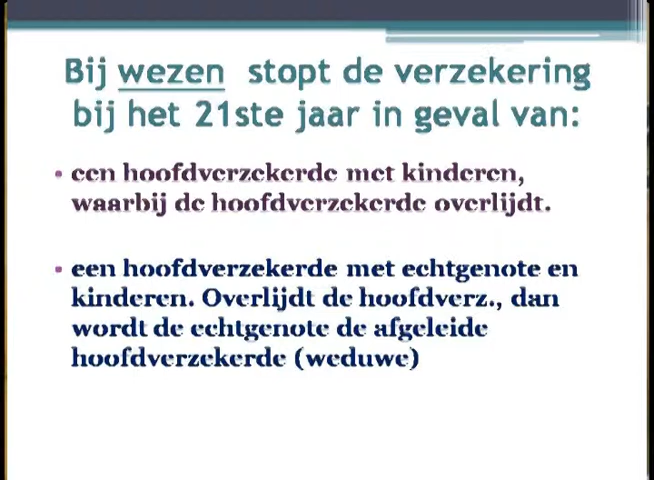 Bij wezen stopt de verzekering
bij het 21ste jaar in geval van:
• een hoofdverzekerde met kinderen,
waarbij de hoofdverzekerde overlijdt.
• een hoofdverzekerde met echtgenote en
kinderen. Overlijdt de hoofdverz., dan
wordt de echtgenote de afgeleide
hoofdverzekerde (weduwe)